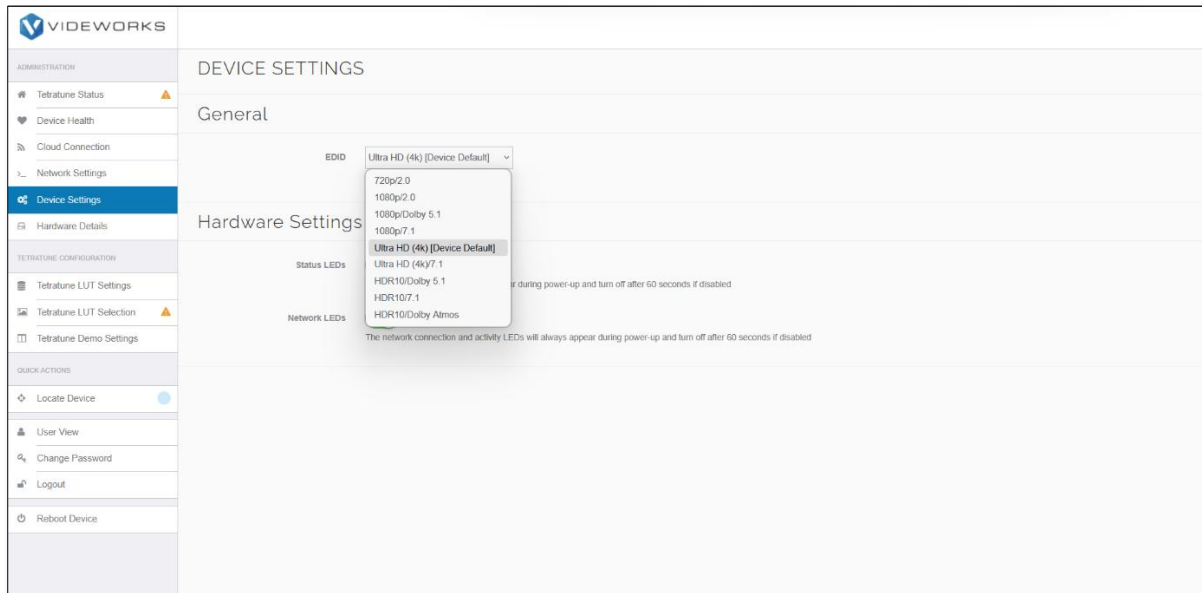 VIDEWORKS
ADMINISTRATION
Tetratune Status
Device Health
Cloud Connection
Network Settings
Device Settings
Hardware Details
TETRATUNE CONFIGURATION
Tetratune LUT Settings
Tetratune LUT Selection
Tetratune Demo Settings
QUICK ACTIONS
Locate Device
User View
Change Password
Logout
Reboot Device
DEVICE SETTINGS
General
EDID Ultra HD (4k) [Device Default]
720p/2.0
1080p/2.0
1080p/Dolby 5.1
1080p/7.1
Ultra HD (4k) [Device Default]
Ultra HD (4k)/7.1
HDR10/Dolby 5.1
HDR10/7.1
HDR10/Dolby Atmos
Hardware Settings
Status LEDs
during power-up and turn off after 60 seconds if disabled
Network LEDs
The network connection and activity LEDs will always appear during power-up and turn off after 60 seconds if disabled